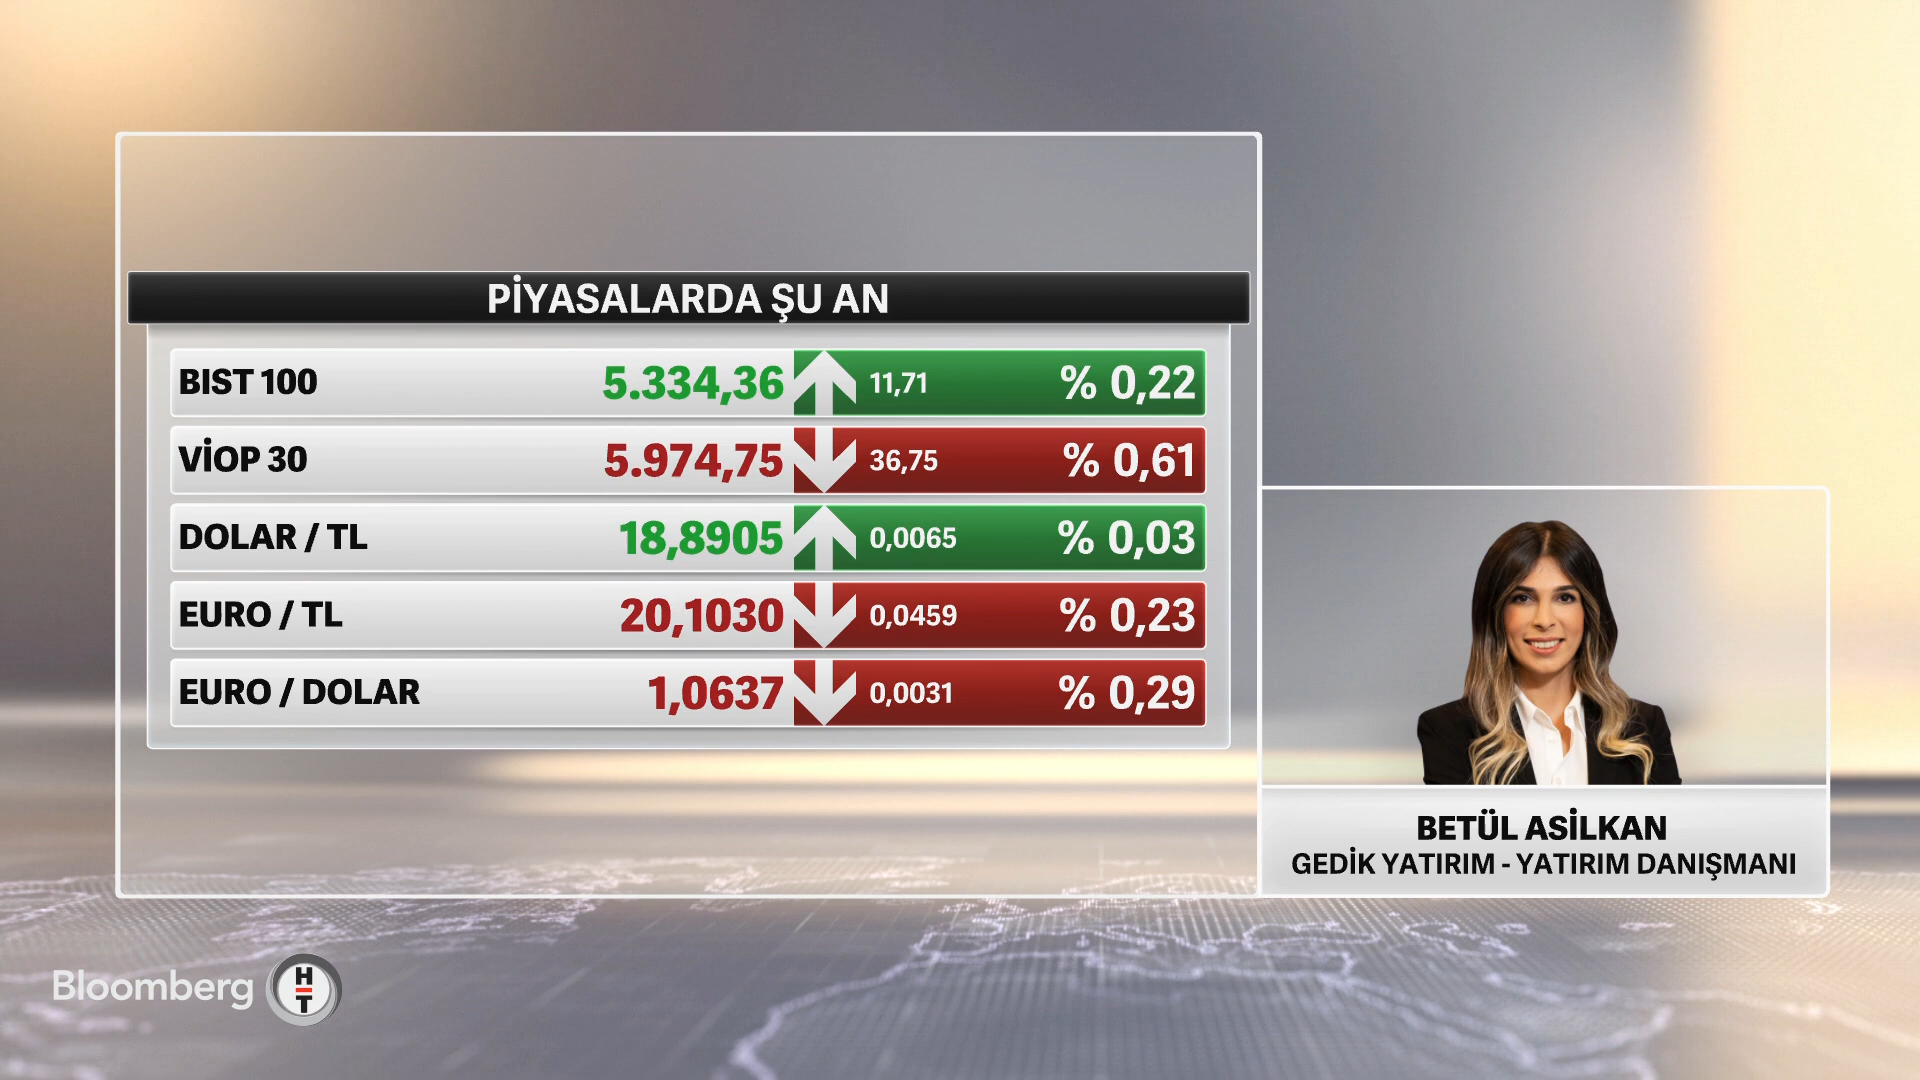 PİYASALARDA ŞU AN
BIST 100 5.334,36 11,71 % 0,22
VİOP 30 5.974,75 36,75 % 0,61
DOLAR / TL 18,8905 0,0065 % 0,03
EURO / TL 20,1030 0,0459 % 0,23
EURO / DOLAR 1,0637 0,0031 % 0,29
BETÜL ASİLKAN
GEDİK YATIRIM - YATIRIM DANIŞMANI
Bloomberg HT